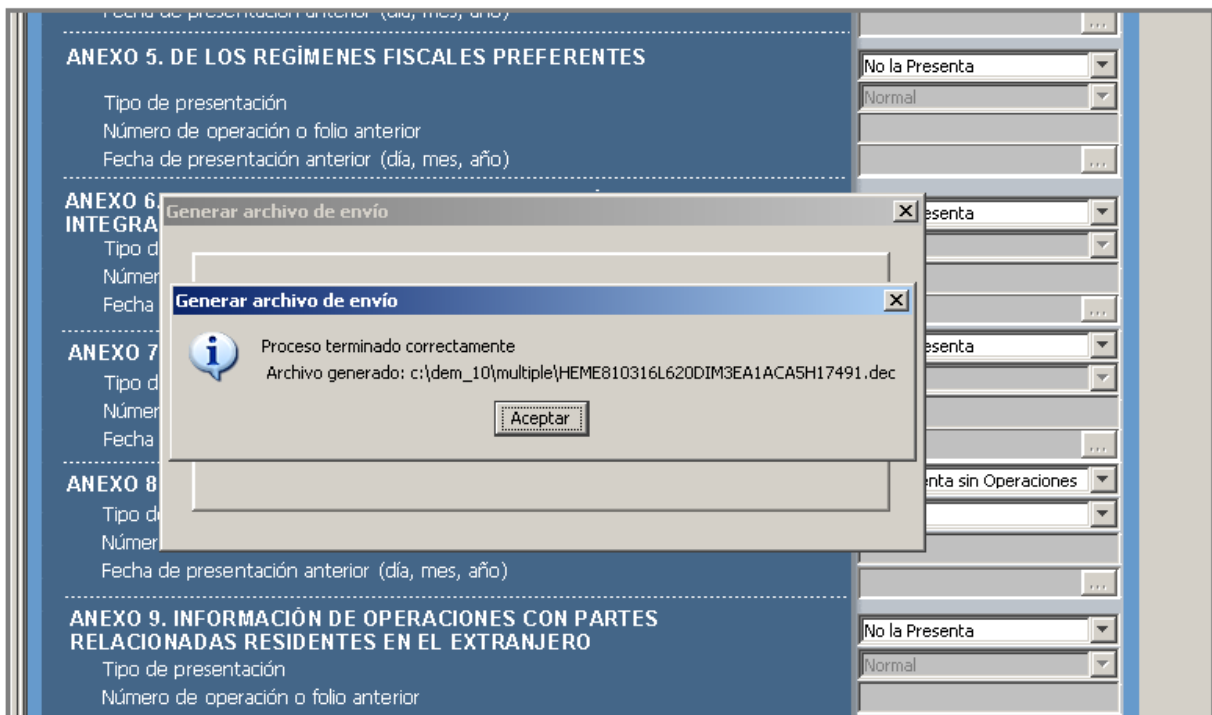 Fecha de presentación anterior (día, mes, año)
...
ANEXO 5. DE LOS REGÍMENES FISCALES PREFERENTES
No la Presenta
Tipo de presentación
Normal
Número de operación o folio anterior
Fecha de presentación anterior (día, mes, año)
...
ANEXO 6.
INTEGRA
Generar archivo de envío
esenta
Tipo d
Númer
Fecha
...
Generar archivo de envío
Proceso terminado correctamente
Archivo generado: c:\dem_10\multiple\HEME810316L620DIM3EA1ACA5H17491.dec
Aceptar
ANEXO 7
esenta
Tipo d
Númer
Fecha
...
ANEXO 8
enta sin Operaciones
Tipo d
Númer
Fecha de presentación anterior (día, mes, año)
...
ANEXO 9. INFORMACIÓN DE OPERACIONES CON PARTES
RELACIONADAS RESIDENTES EN EL EXTRANJERO
No la Presenta
Tipo de presentación
Normal
Número de operación o folio anterior